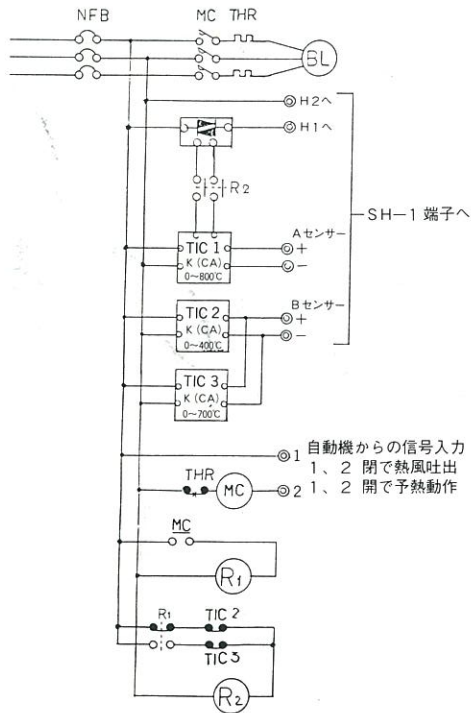 NFB MC THR
BL
H2へ
H1へ
R2
SH-1 端子へ
Aセンサー
TIC 1
+
K (CA)
-
0~800℃
Bセンサー
TIC 2
+
K (CA)
-
0~400℃
TIC 3
K (CA)
0~700℃
1 自動機からの信号入力
1、2 閉で熱風吐出
THR
MC
2 1、2 開で予熱動作
MC
R1
R1 TIC 2
TIC3
R2